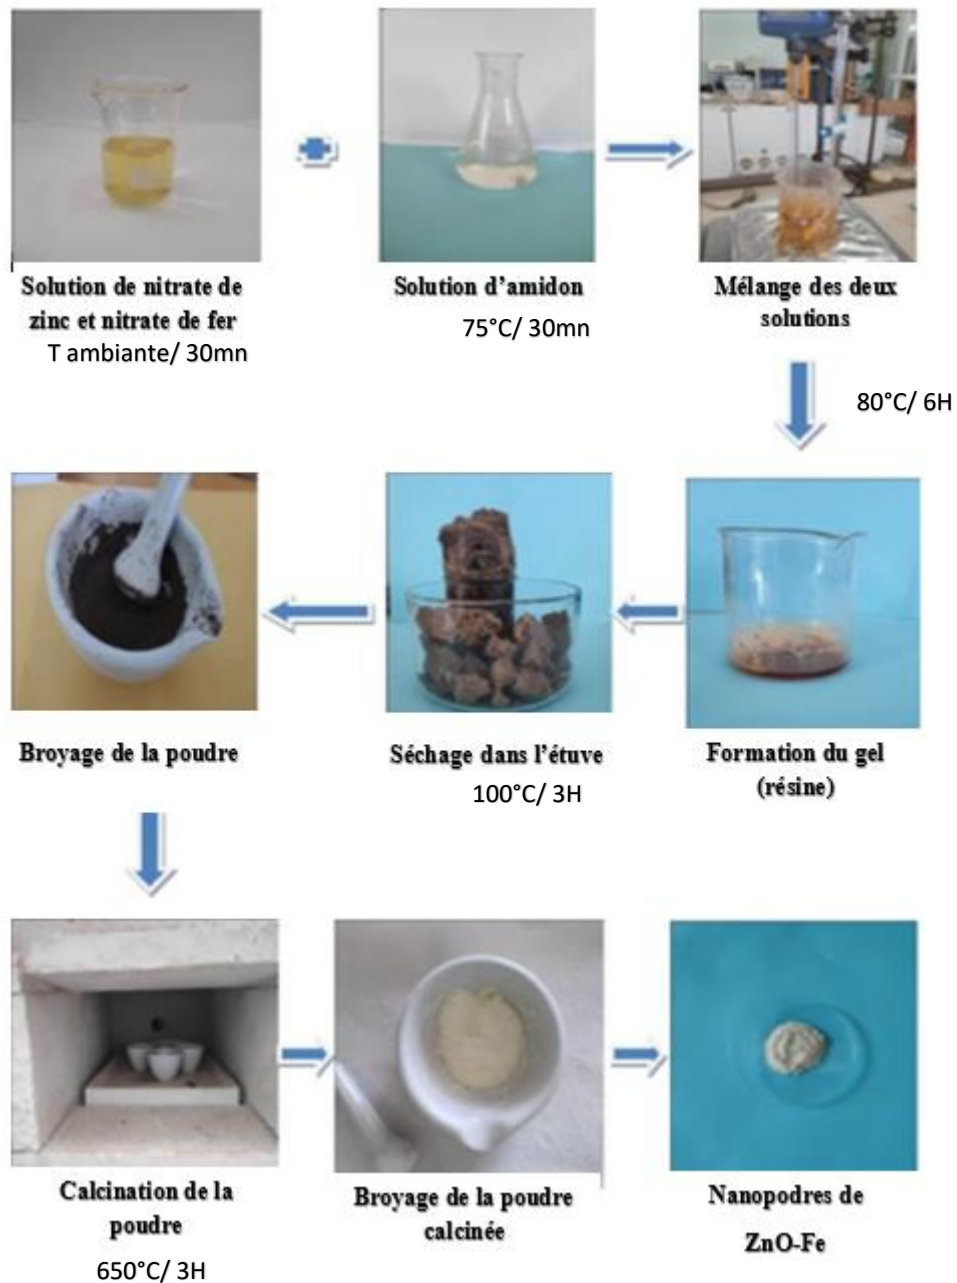 Solution de nitrate de
zinc et nitrate de fer
T ambiante/ 30mn
Solution d’amidon
75°C/ 30mn
Mélange des deux
solutions
80°C/ 6H
Formation du gel
(résine)
Séchage dans l’étuve
100°C/ 3H
Broyage de la poudre
Calcination de la
poudre
650°C/ 3H
Broyage de la poudre
calcinée
Nanopodres de
ZnO-Fe